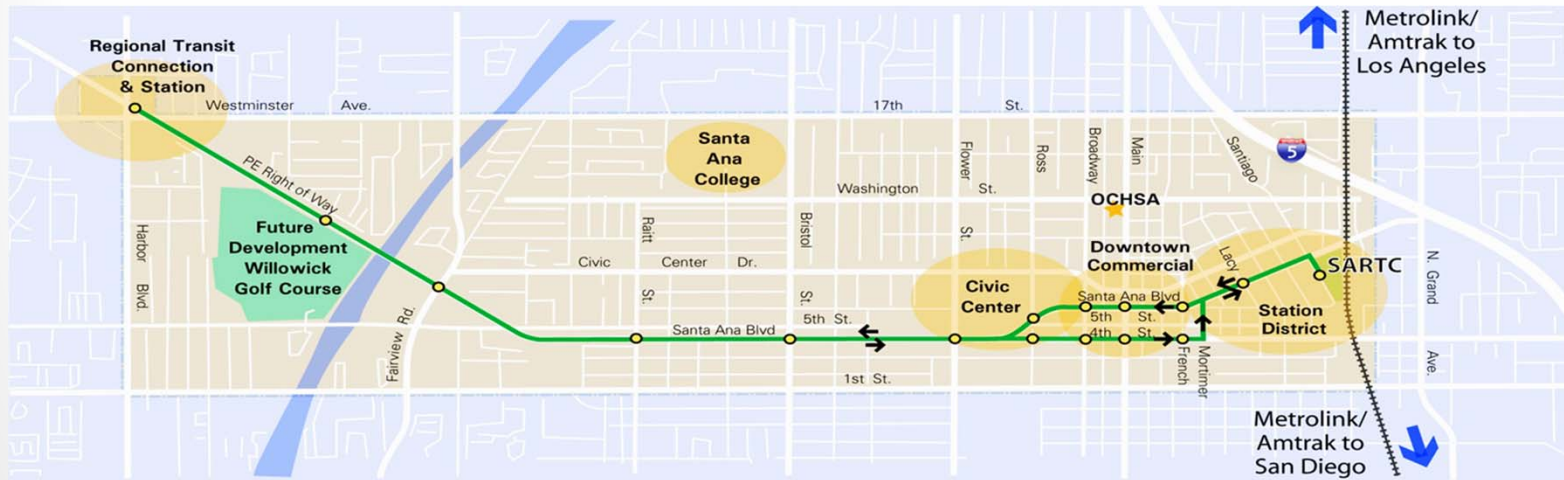 Regional Transit
Connection
& Station
Metrolink/
Amtrak to
Los Angeles
Westminster Ave.
17th St.
5
PE Right of Way
Santa
Ana
College
Washington St.
Flower
St.
Ross
Broadway
Main
Santiago
OCHSA
Harbor
Blvd.
Future
Development
Willowick
Golf Course
Raitt
St.
Bristol
St.
Civic Center Dr.
Civic
Center
Downtown
Commercial
Lacy
SARTC
N. Grand
Ave.
Station
District
Santa Ana Blvd
5th St.
4th St.
5th St.
Santa Ana Blvd
Fairview Rd.
1st St.
French
Mortimer
Metrolink/
Amtrak to
San Diego